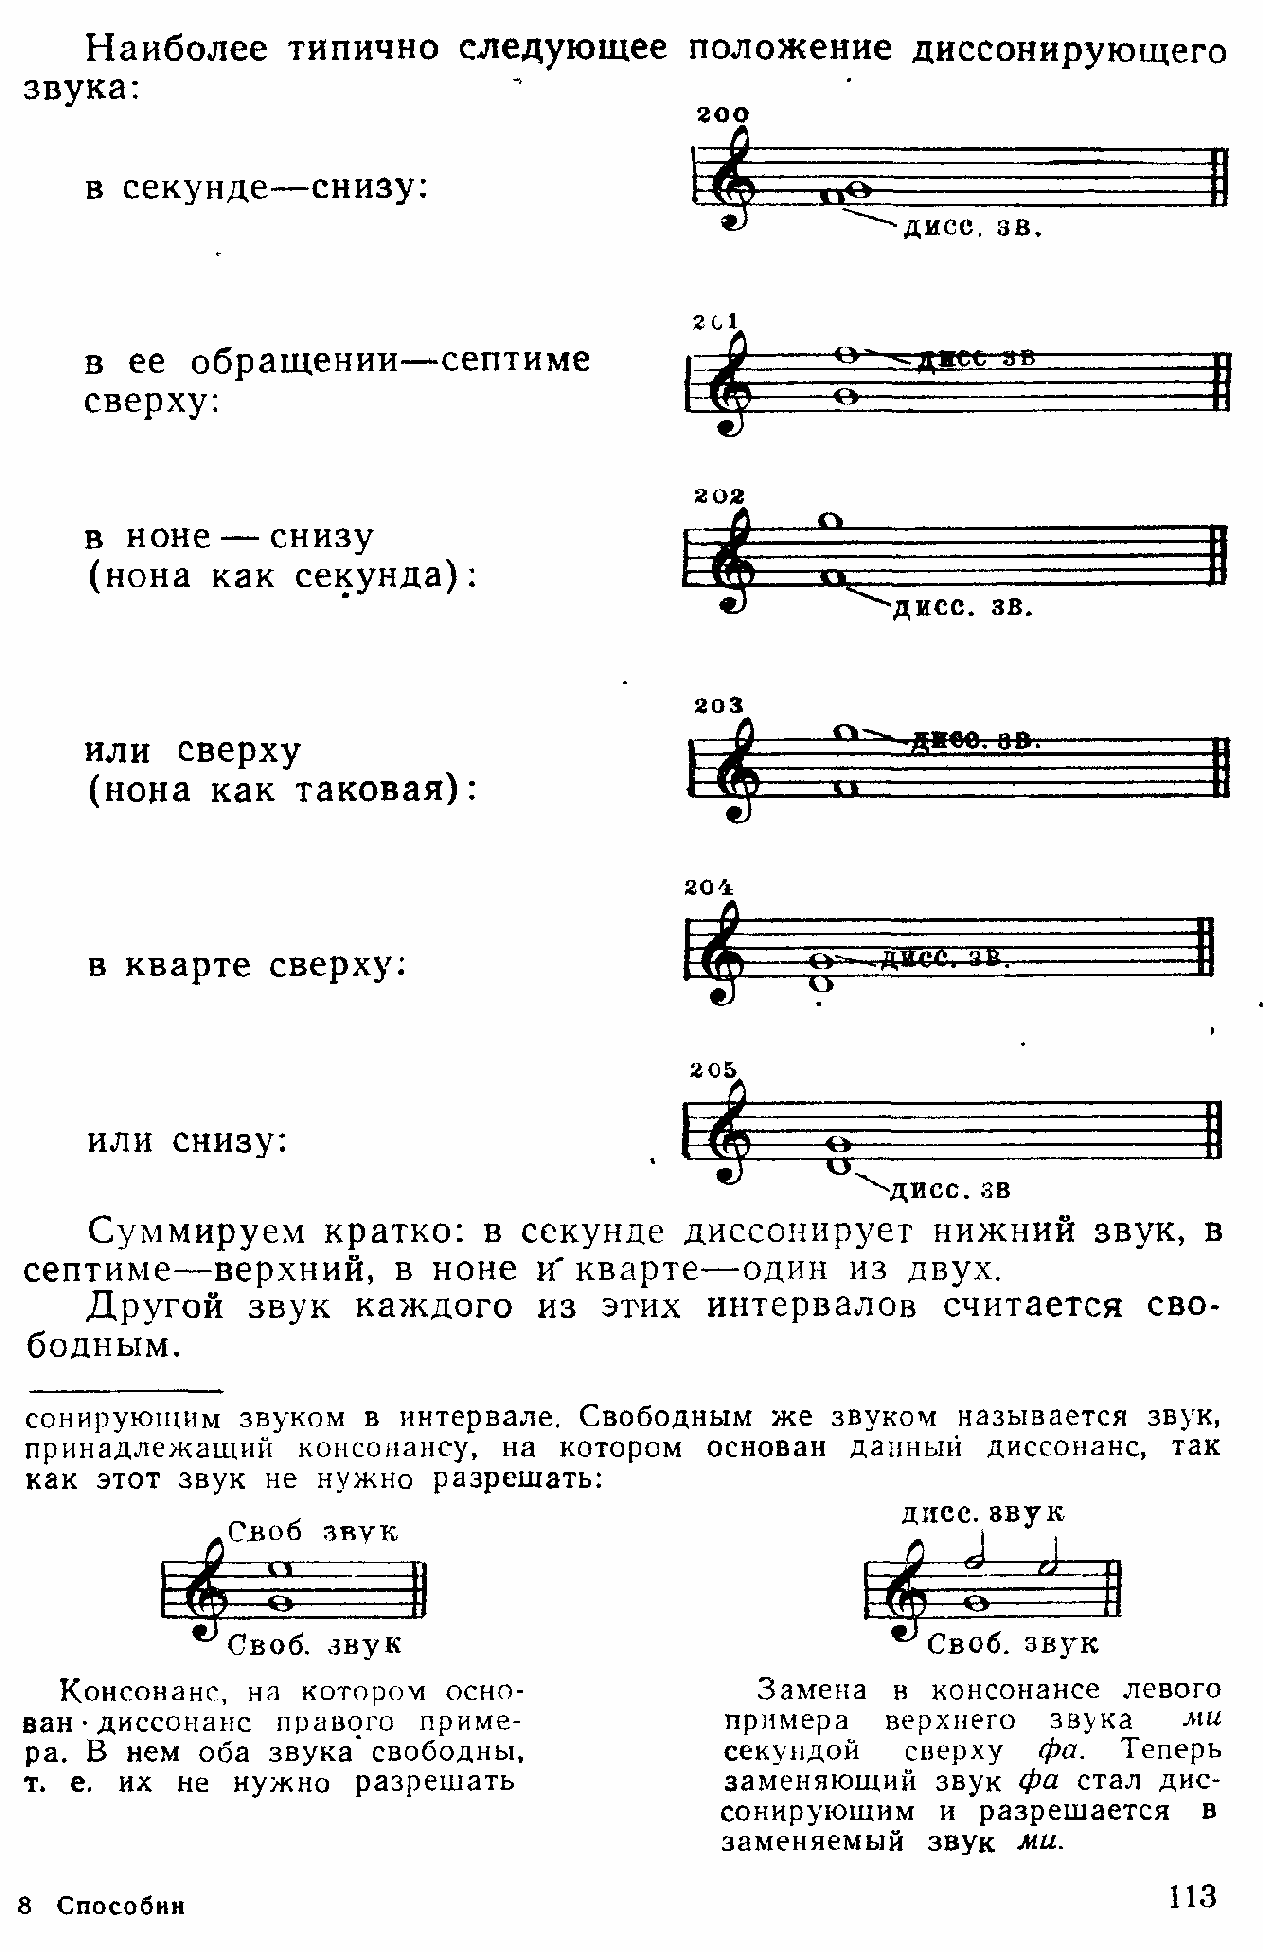 Наиболее типично следующее положение диссонирующего
звука:
200
в секунде—снизу:
дисс. зв.
201
в ее обращении—септиме
дисс зв
сверху:
202
в ноне — снизу
(нона как секунда):
дисс. зв.
203
или сверху
дисс. зв.
(нона как таковая):
204
в кварте сверху:
дисс. зв.
205
или снизу:
дисс. зв
Суммируем кратко: в секунде диссонирует нижний звук, в
септиме—верхний, в ноне и кварте—один из двух.
Другой звук каждого из этих интервалов считается сво-
бодным.
сонирующим звуком в интервале. Свободным же звуком называется звук,
принадлежащий консонансу, на котором основан данный диссонанс, так
как этот звук не нужно разрешать:
Своб звук
Своб. звук
Консонанс, на котором осно-
ван диссонанс правого приме-
ра. В нем оба звука свободны,
т. е. их не нужно разрешать
дисс. звук
Своб. звук
Замена в консонансе левого
примера верхнего звука ми
секундой сверху фа. Теперь
заменяющий звук фа стал дис-
сонирующим и разрешается в
заменяемый звук ми.
8 Способин
113